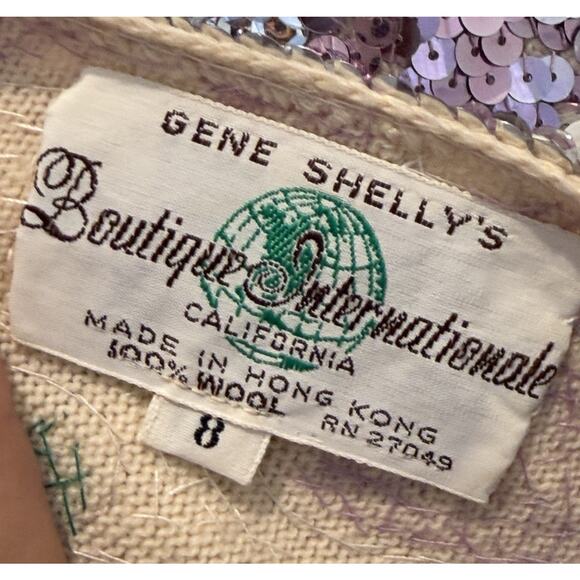 GENE SHELLY'S
Boutique Internationale
CALIFORNIA
MADE IN HONG KONG
100% WOOL RN 27049
8